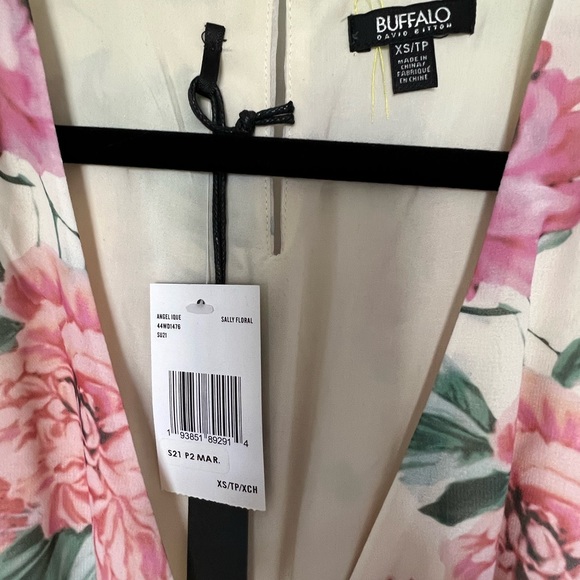 BUFFALO
DAVID BITTON
XS/TP
MADE IN
CHINA/
FABRIQUÉ
EN CHINE
ANGELIQUE SALLY FLORAL
44WD1476
SU21
1 93851 89291 4
S21 P2 MAR.
XS/TP/XCH